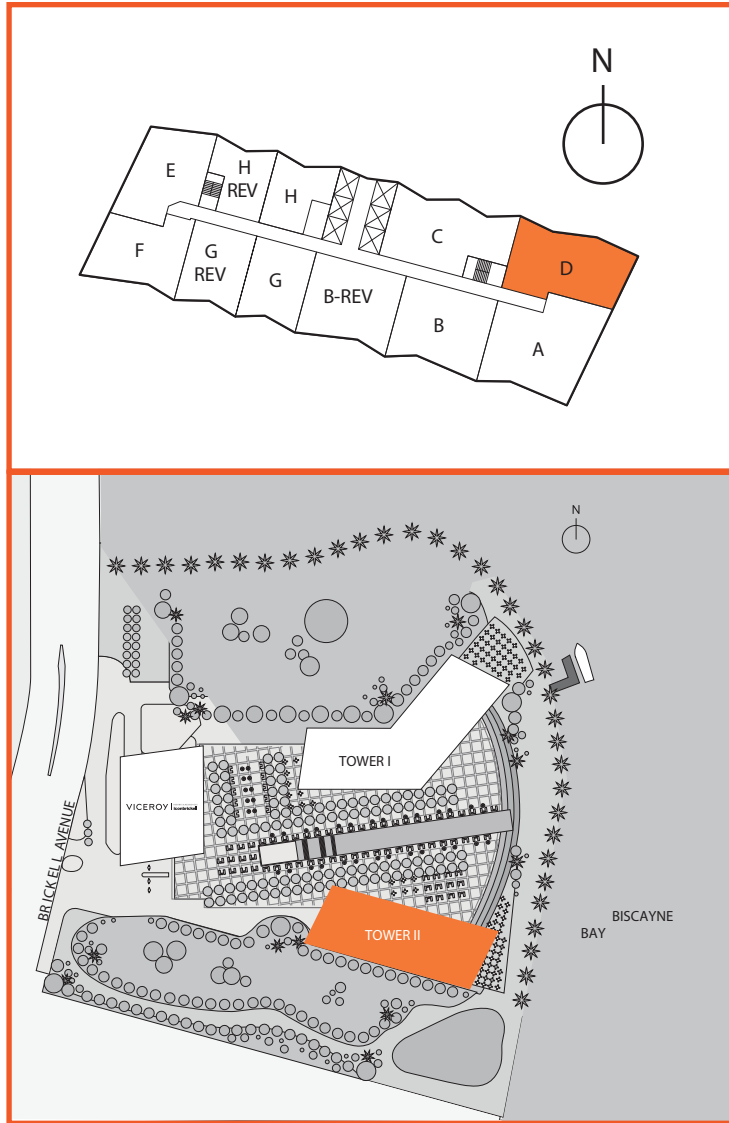 N
E
H
REV
H
C
D
F
G
REV
G
B-REV
B
A
N
TOWER I
VICEROY
BRICKELL AVENUE
TOWER II
BISCAYNE
BAY